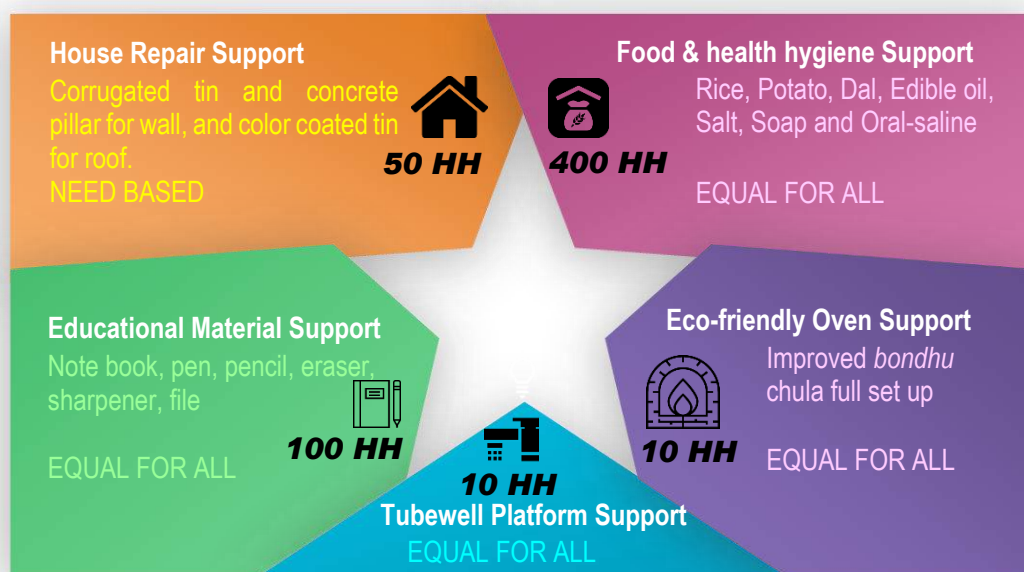 House Repair Support
Corrugated tin and concrete
pillar for wall, and color coated tin
for roof.
NEED BASED
50 HH
Food & health hygiene Support
Rice, Potato, Dal, Edible oil,
Salt, Soap and Oral-saline
EQUAL FOR ALL
400 HH
Educational Material Support
Note book, pen, pencil, eraser,
sharpener, file
EQUAL FOR ALL
100 HH
Eco-friendly Oven Support
Improved bondhu
chula full set up
EQUAL FOR ALL
10 HH
10 HH
Tubewell Platform Support
EQUAL FOR ALL